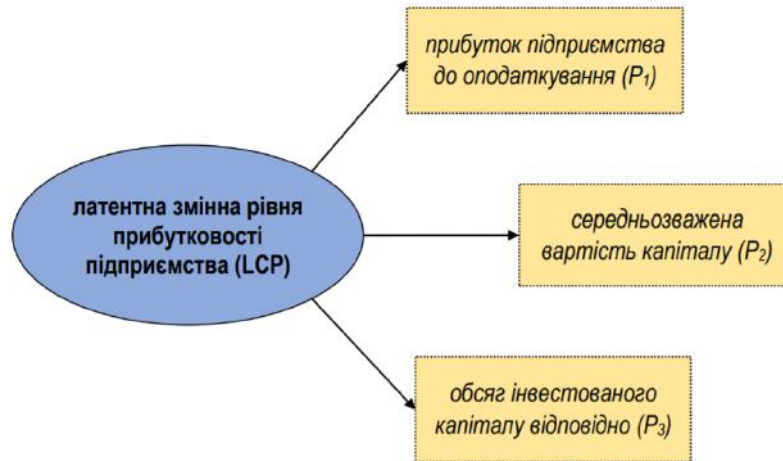 прибуток підприємства
до оподаткування (P₁)
латентна змінна рівня
прибутковості
підприємства (LCP)
середньозважена
вартість капіталу (P₂)
обсяг інвестованого
капіталу відповідно (P₃)